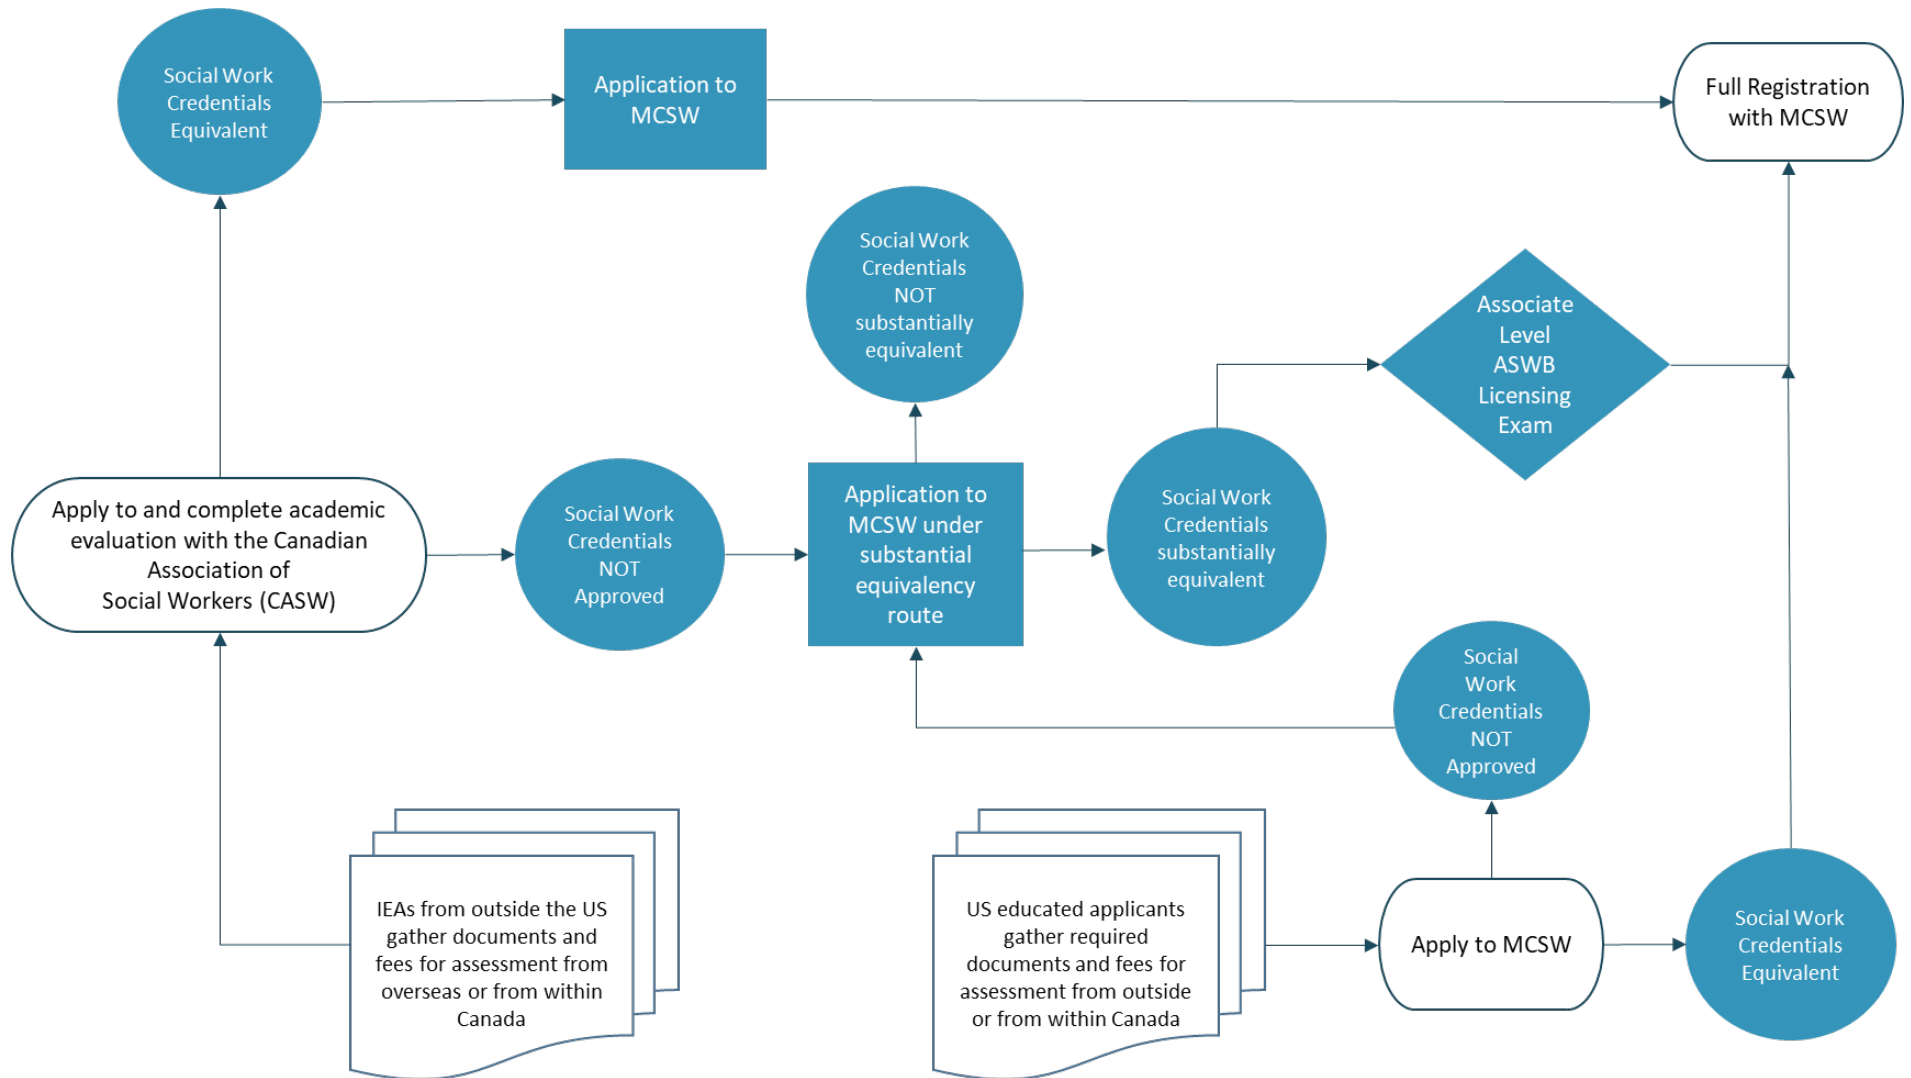 Social Work
Credentials
Equivalent
Application to
MCSW
Full Registration
with MCSW
Social Work
Credentials
NOT
substantially
equivalent
Associate
Level
ASWB
Licensing
Exam
Apply to and complete academic
evaluation with the Canadian
Association of
Social Workers (CASW)
Social Work
Credentials
NOT
Approved
Application to
MCSW under
substantial
equivalency
route
Social Work
Credentials
substantially
equivalent
Social
Work
Credentials
NOT
Approved
IEAs from outside the US
gather documents and
fees for assessment from
overseas or from within
Canada
US educated applicants
gather required
documents and fees for
assessment from outside
or from within Canada
Apply to MCSW
Social Work
Credentials
Equivalent